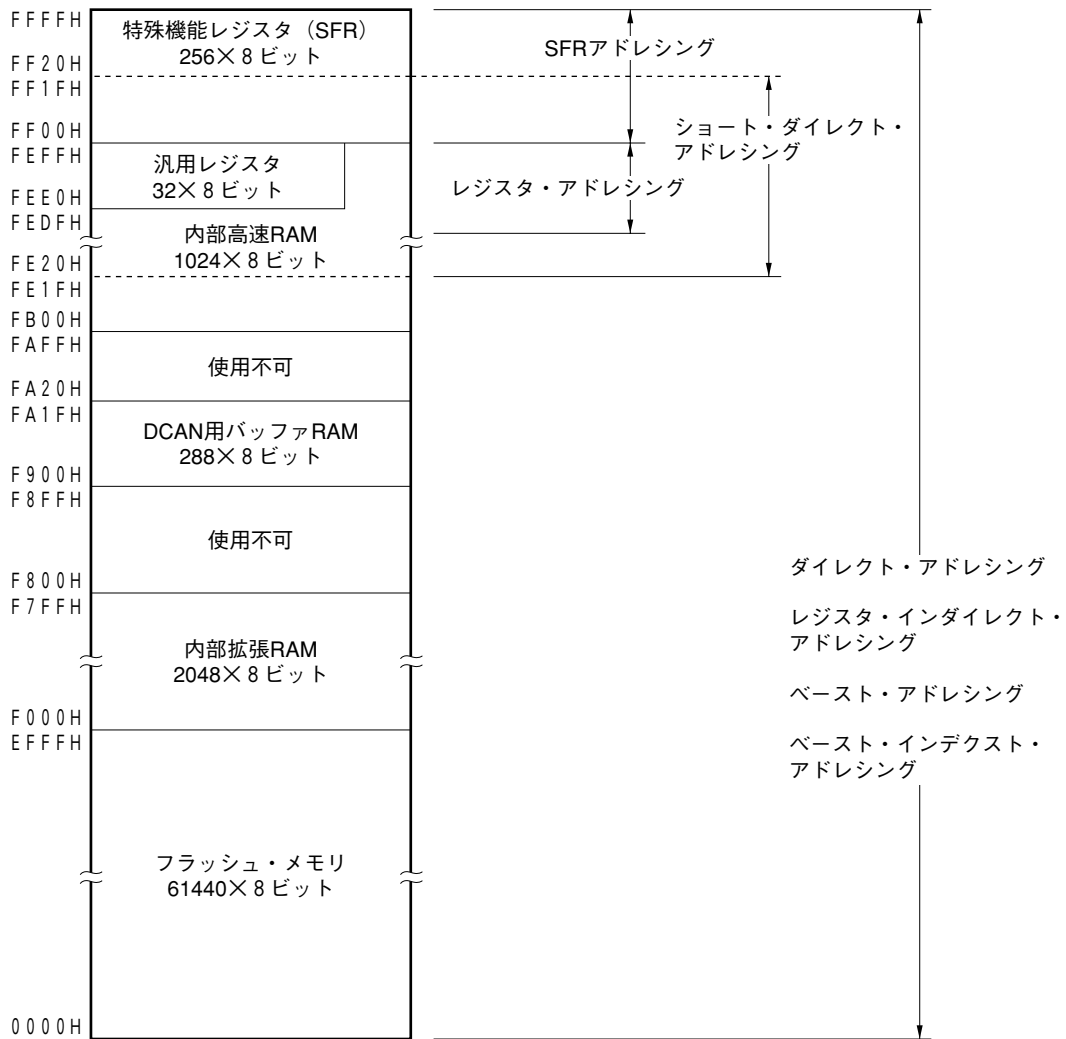 FFFFH
特殊機能レジスタ（SFR）
256×8ビット
FF20H
FF1FH
FF00H
FEFFH
汎用レジスタ
32×8ビット
FEE0H
FEDFH
内部高速RAM
1024×8ビット
FE20H
FE1FH
FB00H
FAFFH
使用不可
FA20H
FA1FH
DCAN用バッファRAM
288×8ビット
F900H
F8FFH
使用不可
F800H
F7FFH
内部拡張RAM
2048×8ビット
F000H
EFFFH
フラッシュ・メモリ
61440×8ビット
0000H
SFRアドレシング
ショート・ダイレクト・
アドレシング
レジスタ・アドレシング
ダイレクト・アドレシング
レジスタ・インダイレクト・
アドレシング
ベースト・アドレシング
ベースト・インデクスト・
アドレシング